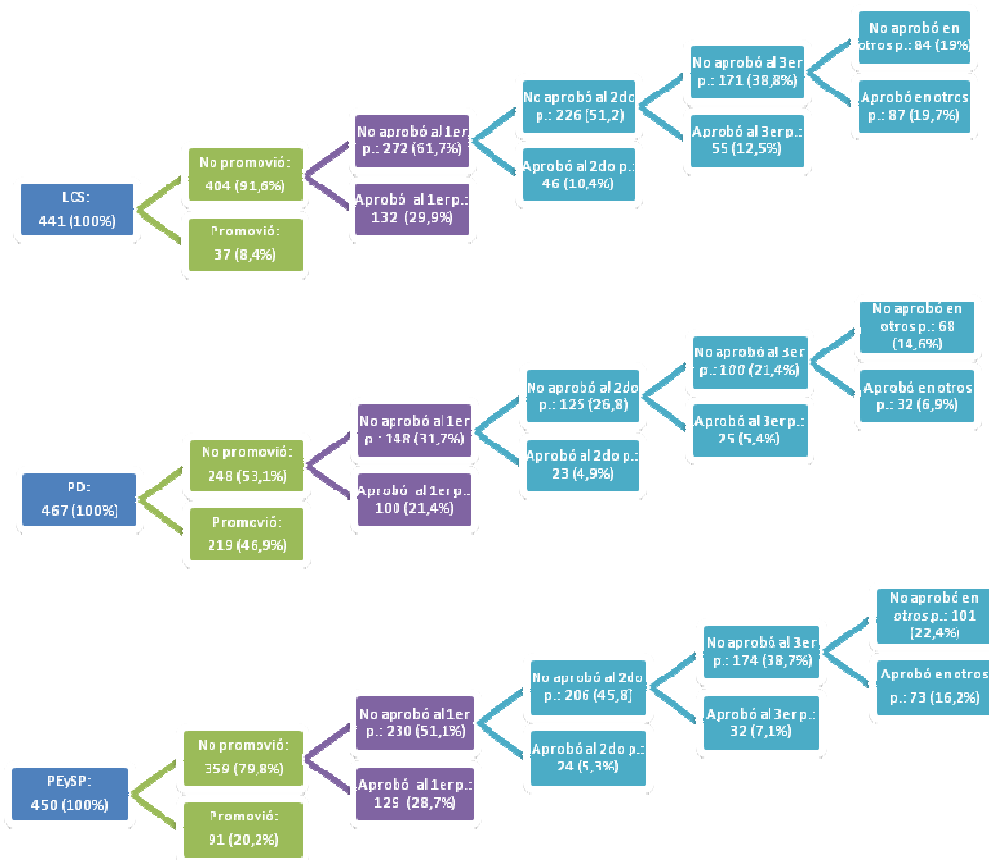 LCS:
441 (100%)
No promovió:
404 (91,6%)
Promovió:
37 (8,4%)
No aprobó al 1er
p.: 272 (61,7%)
Aprobó al 1er p.:
132 (29,9%)
No aprobó al 2do
p.: 226 (51,2)
Aprobó al 2do p.:
46 (10,4%)
No aprobó al 3er
p.: 171 (38,8%)
Aprobó al 3er p.:
55 (12,5%)
No aprobó en
otros p.: 84 (19%)
Aprobó en otros
p.: 87 (19,7%)
PD:
467 (100%)
No promovió:
248 (53,1%)
Promovió:
219 (46,9%)
No aprobó al 1er
p.: 148 (31,7%)
Aprobó al 1er p.:
100 (21,4%)
No aprobó al 2do
p.: 125 (26,8)
Aprobó al 2do p.:
23 (4,9%)
No aprobó al 3er
p.: 100 (21,4%)
Aprobó al 3er p.:
25 (5,4%)
No aprobó en
otros p.: 68
(14,6%)
Aprobó en otros
p.: 32 (6,9%)
PEySP:
450 (100%)
No promovió:
359 (79,8%)
Promovió:
91 (20,2%)
No aprobó al 1er
p.: 230 (51,1%)
Aprobó al 1er p.:
129 (28,7%)
No aprobó al 2do
p.: 206 (45,8)
Aprobó al 2do p.:
24 (5,3%)
No aprobó al 3er
p.: 174 (38,7%)
Aprobó al 3er p.:
32 (7,1%)
No aprobó en
otros p.: 101
(22,4%)
Aprobó en otros
p.: 73 (16,2%)